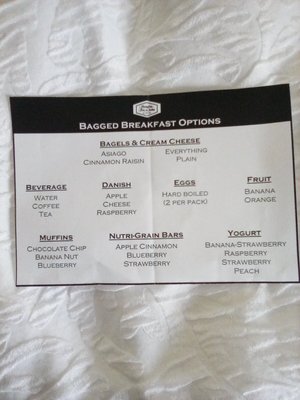 BAGGED BREAKFAST OPTIONS
BAGELS & CREAM CHEESE
ASIAGO
CINNAMON RAISIN
EVERYTHING
PLAIN
BEVERAGE
WATER
COFFEE
TEA
DANISH
APPLE
CHEESE
RASPBERRY
EGGS
HARD BOILED
(2 PER PACK)
FRUIT
BANANA
ORANGE
MUFFINS
CHOCOLATE CHIP
BANANA NUT
BLUEBERRY
NUTRI-GRAIN BARS
APPLE CINNAMON
BLUEBERRY
STRAWBERRY
YOGURT
BANANA-STRAWBERRY
RASPBERRY
STRAWBERRY
PEACH